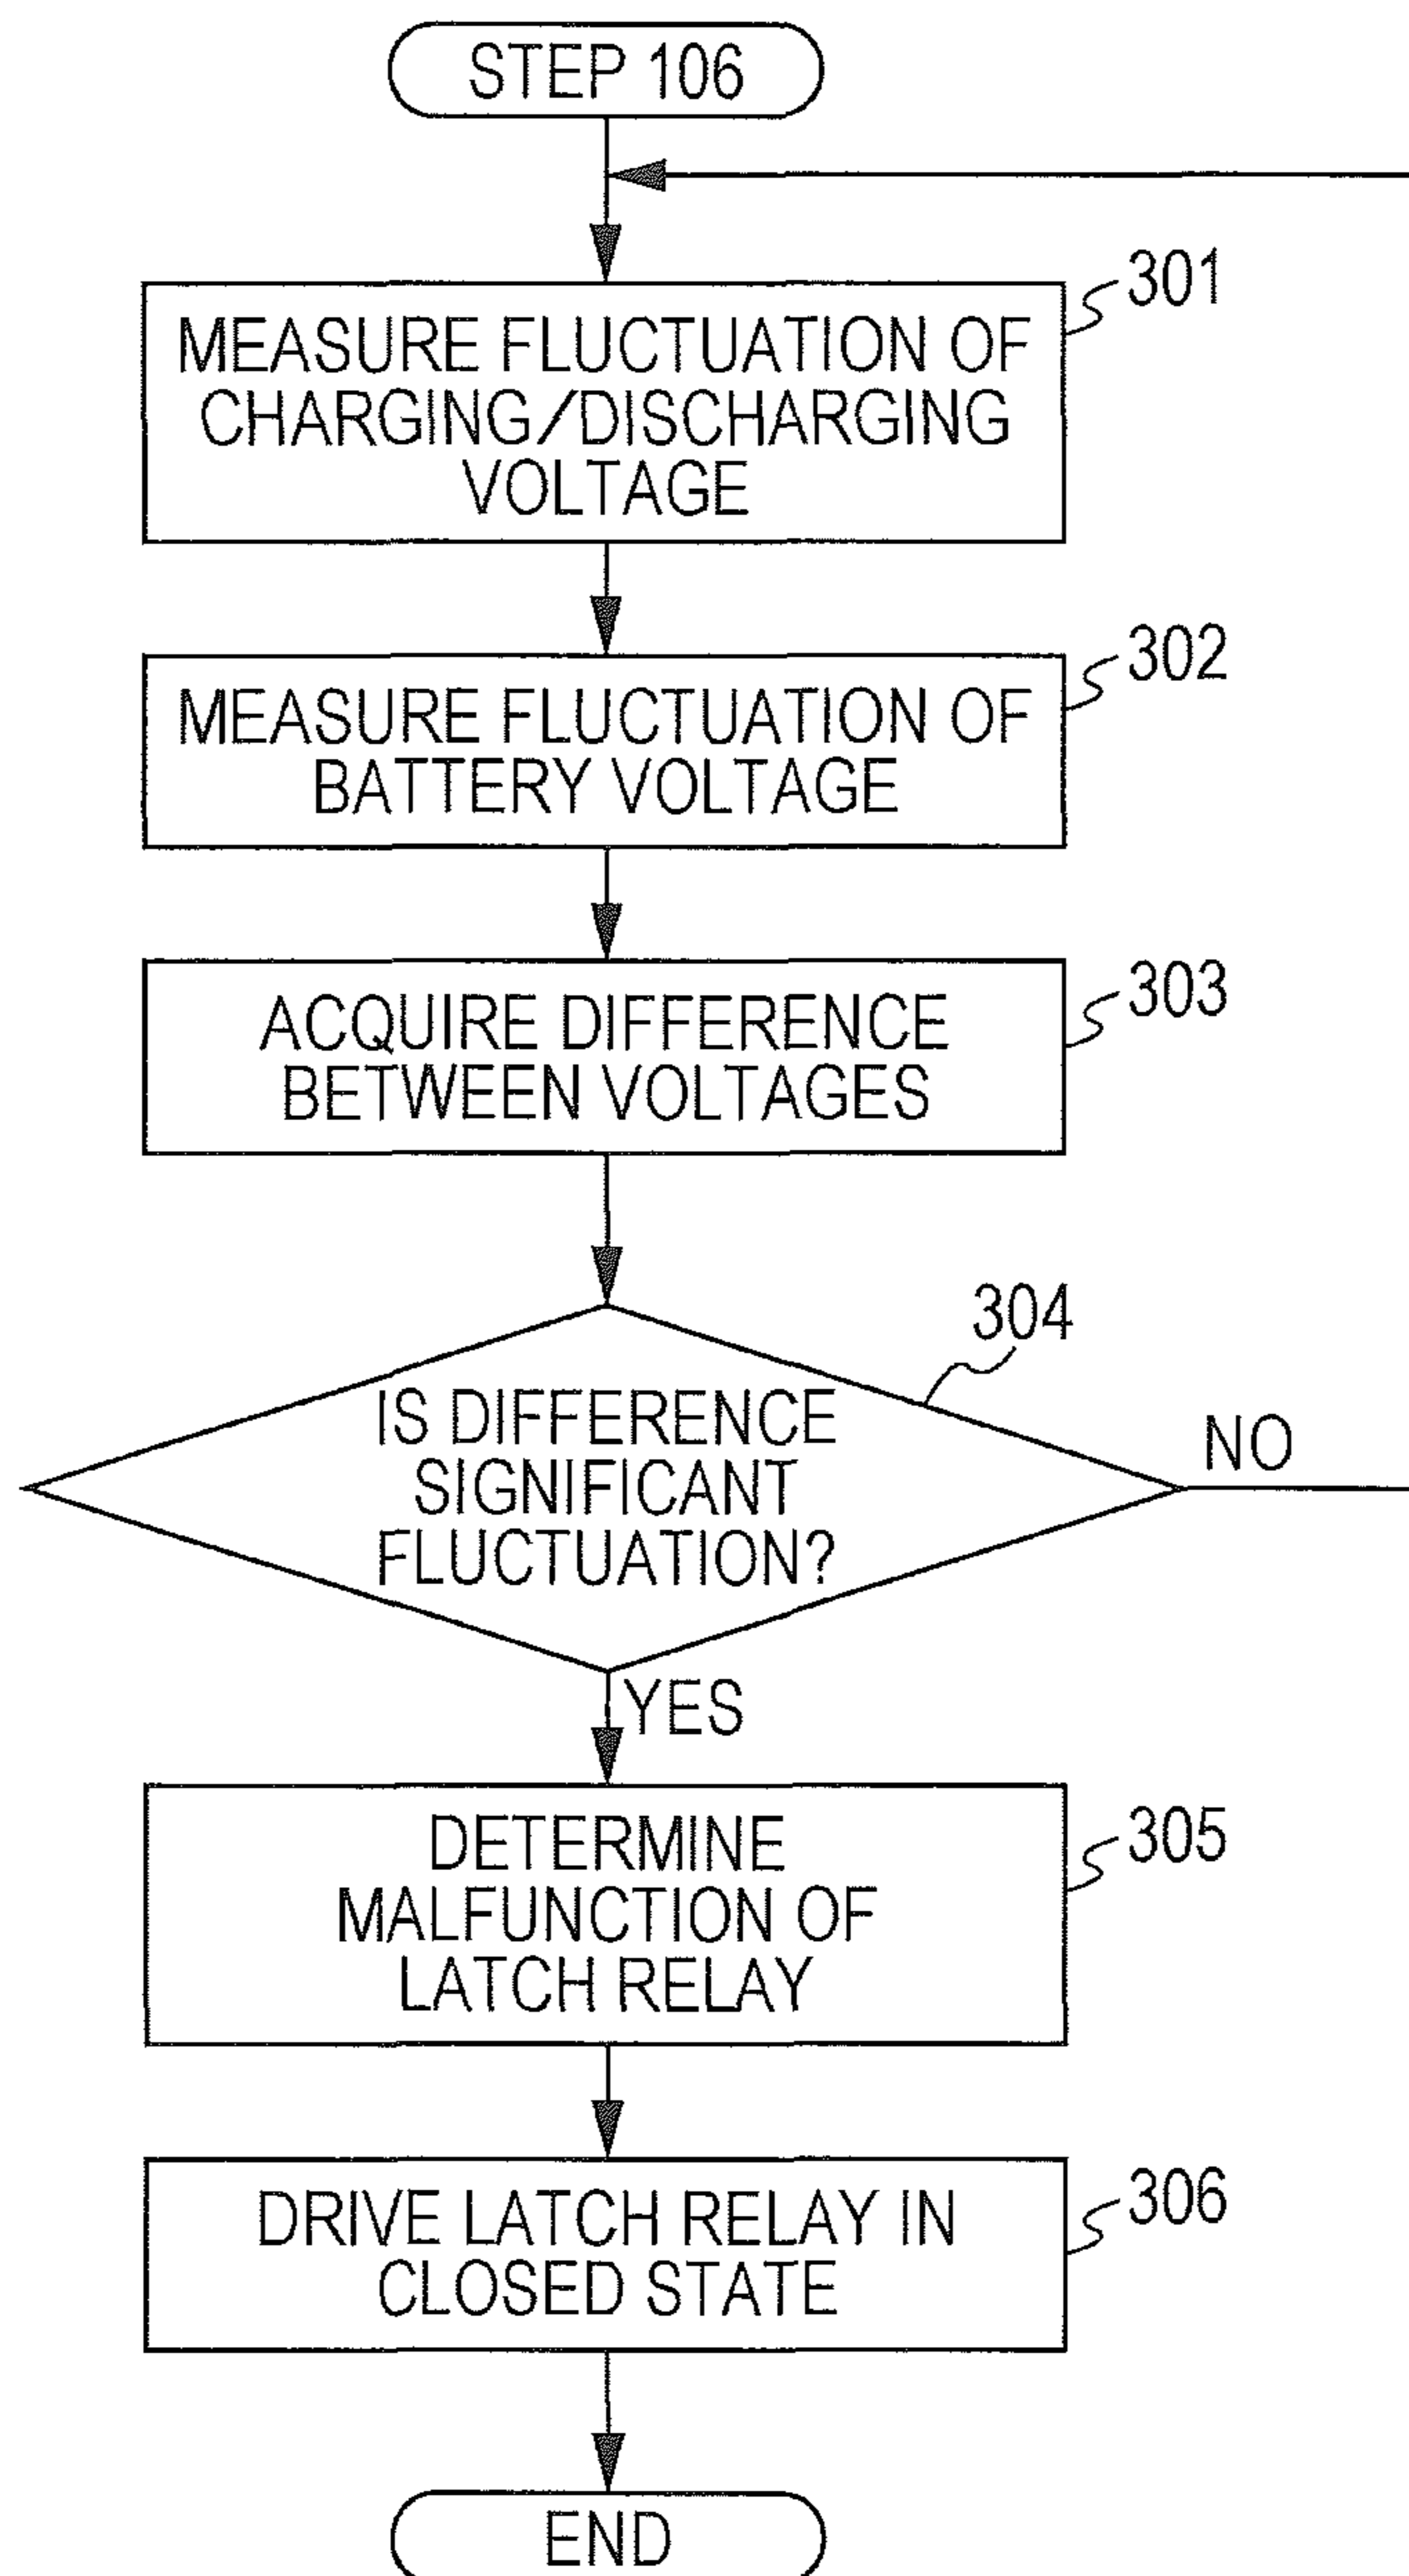 STEP 106
301
MEASURE FLUCTUATION OF
CHARGING/DISCHARGING
VOLTAGE
302
MEASURE FLUCTUATION OF
BATTERY VOLTAGE
303
ACQUIRE DIFFERENCE
BETWEEN VOLTAGES
304
IS DIFFERENCE
SIGNIFICANT
FLUCTUATION?
NO
YES
305
DETERMINE
MALFUNCTION OF
LATCH RELAY
306
DRIVE LATCH RELAY IN
CLOSED STATE
END